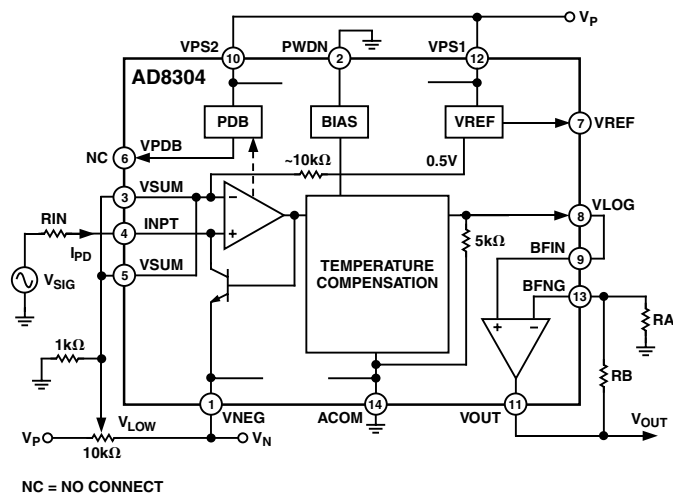 VP
VPS2
PWDN
VPS1
10
2
12
AD8304
PDB
BIAS
VREF
7
VREF
VPDB
NC
6
~10kΩ
0.5V
3
VSUM
–
VLOG
RIN
4
INPT
+
8
IPD
5kΩ
BFIN
9
5
VSUM
TEMPERATURE
COMPENSATION
VSIG
BFNG
13
+
–
RA
1kΩ
RB
1
14
11
VLOW
VNEG
ACOM
VOUT
VOUT
VP
VN
10kΩ
NC = NO CONNECT